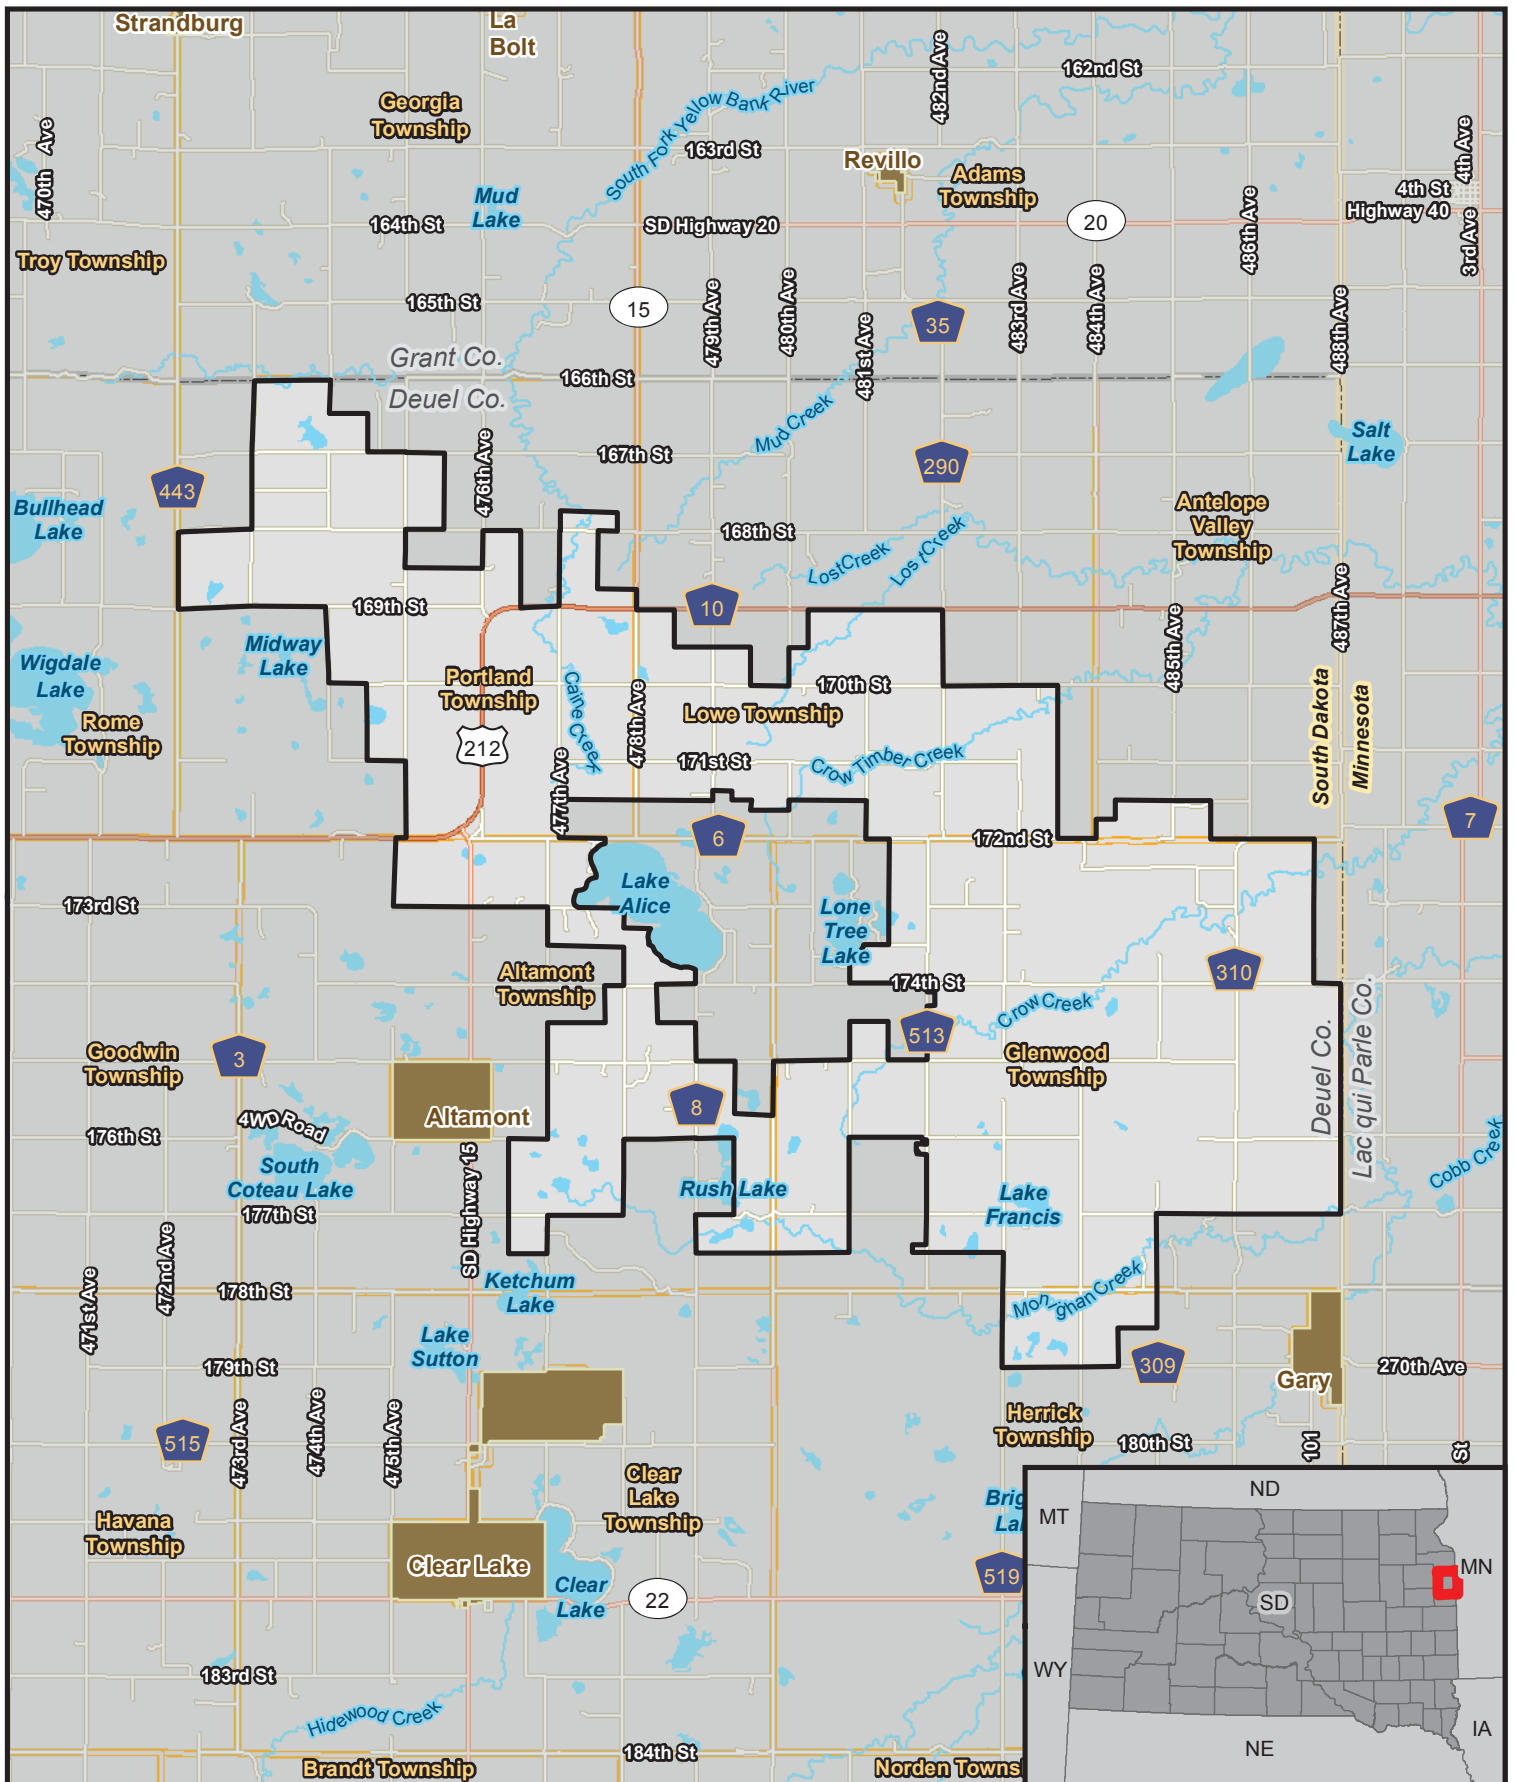 Strandburg
La
Bolt
162nd St
482nd Ave
Georgia
Township
South Fork Yellow Bank River
163rd St
Revillo
Adams
Township
470th Ave
4th Ave
4th St
Highway 40
3rd Ave
Mud
Lake
164th St
SD Highway 20
20
486th Ave
Troy Township
165th St
15
479th Ave
480th Ave
481st Ave
35
483rd Ave
484th Ave
488th Ave
Grant Co.
Deuel Co.
166th St
Mud Creek
167th St
476th Ave
290
Salt
Lake
443
Bullhead
Lake
Antelope
Valley
Township
168th St
Lost Creek
Lost Creek
169th St
10
487th Ave
485th Ave
Midway
Lake
Wigdale
Lake
Portland
Township
170th St
Caine Creek
478th Ave
Lowe Township
Rome
Township
South Dakota
Minnesota
212
171st St
Crow Timber Creek
477th Ave
6
172nd St
7
Lake
Alice
Lone
Tree
Lake
173rd St
Altamont
Township
174th St
310
Crow Creek
513
Goodwin
Township
3
Glenwood
Township
Deuel Co.
Lac qui Parle Co.
8
Altamont
4WD Road
176th St
South
Coteau Lake
177th St
SD Highway 15
Rush Lake
Lake
Francis
Cobb Creek
471st Ave
472nd Ave
178th St
Ketchum
Lake
Monighan Creek
Lake
Sutton
179th St
309
Gary
270th Ave
515
473rd Ave
474th Ave
475th Ave
Herrick
Township
180th St
101
St
Clear
Lake
Township
Havana
Township
Clear Lake
Clear
Lake
22
519
183rd St
Hidewood Creek
184th St
Brandt Township
ND
MT
MN
SD
WY
IA
NE